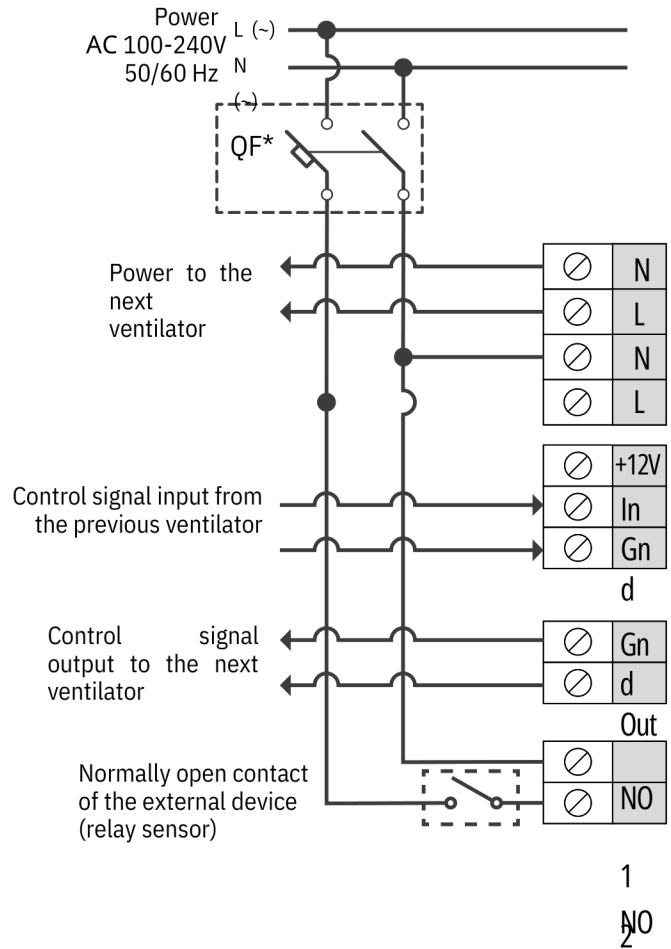 Power
AC 100-240V
50/60 Hz
L (~)
N
(~)
QF*
Power to the
next
ventilator
N
L
N
L
+12V
Control signal input from
the previous ventilator
In
Gn
d
Control signal
output to the next
ventilator
Gn
d
Out
Normally open contact
of the external device
(relay sensor)
NO
1
NO
2